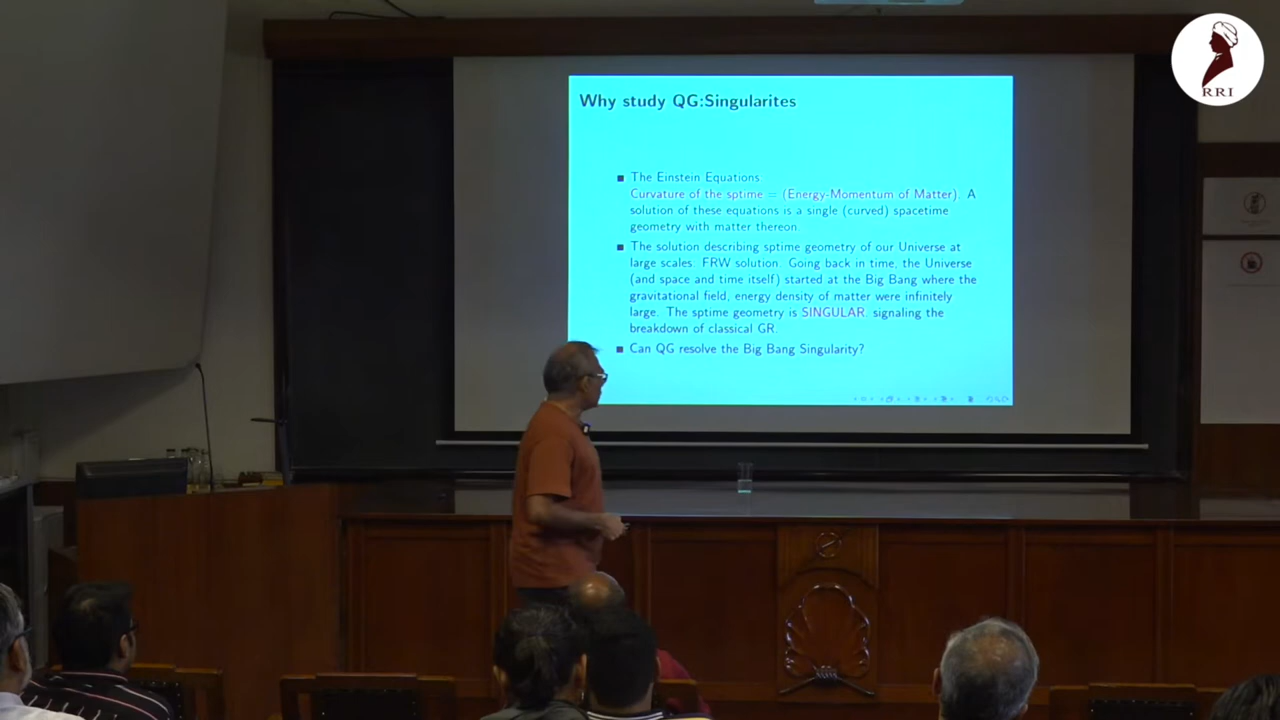 RRI
Why study QG:Singularites
The Einstein Equations.
Curvature of the sptime = (Energy-Momentum of Matter). A
solution of these equations is a single (curved) spacetime
geometry with matter thereon.
The solution describing sptime geometry of our Universe at
large scales. FRW solution. Going back in time, the Universe
(and space and time itself) started at the Big Bang where the
gravitational field, energy density of matter were infinitely
large. The sptime geometry is SINGULAR. signaling the
breakdown of classical GR.
Can QG resolve the Big Bang Singularity?